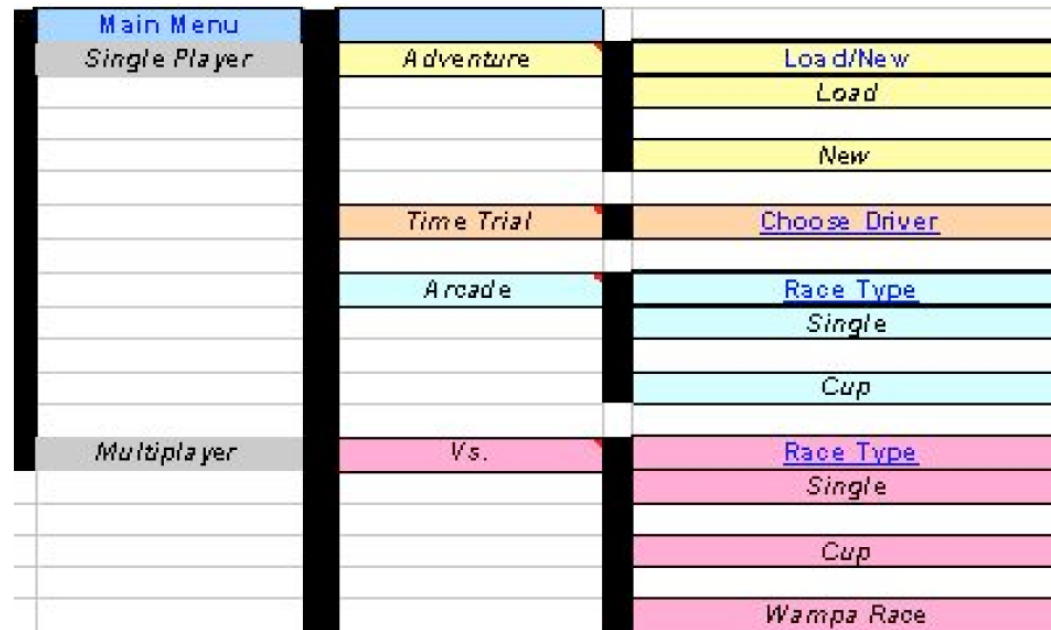 Main Menu
Single Player Adventure Load/New
Load
New
Time Trial Choose Driver
Arcade Race Type
Single
Cup
Multiplayer Vs. Race Type
Single
Cup
Wampa Race